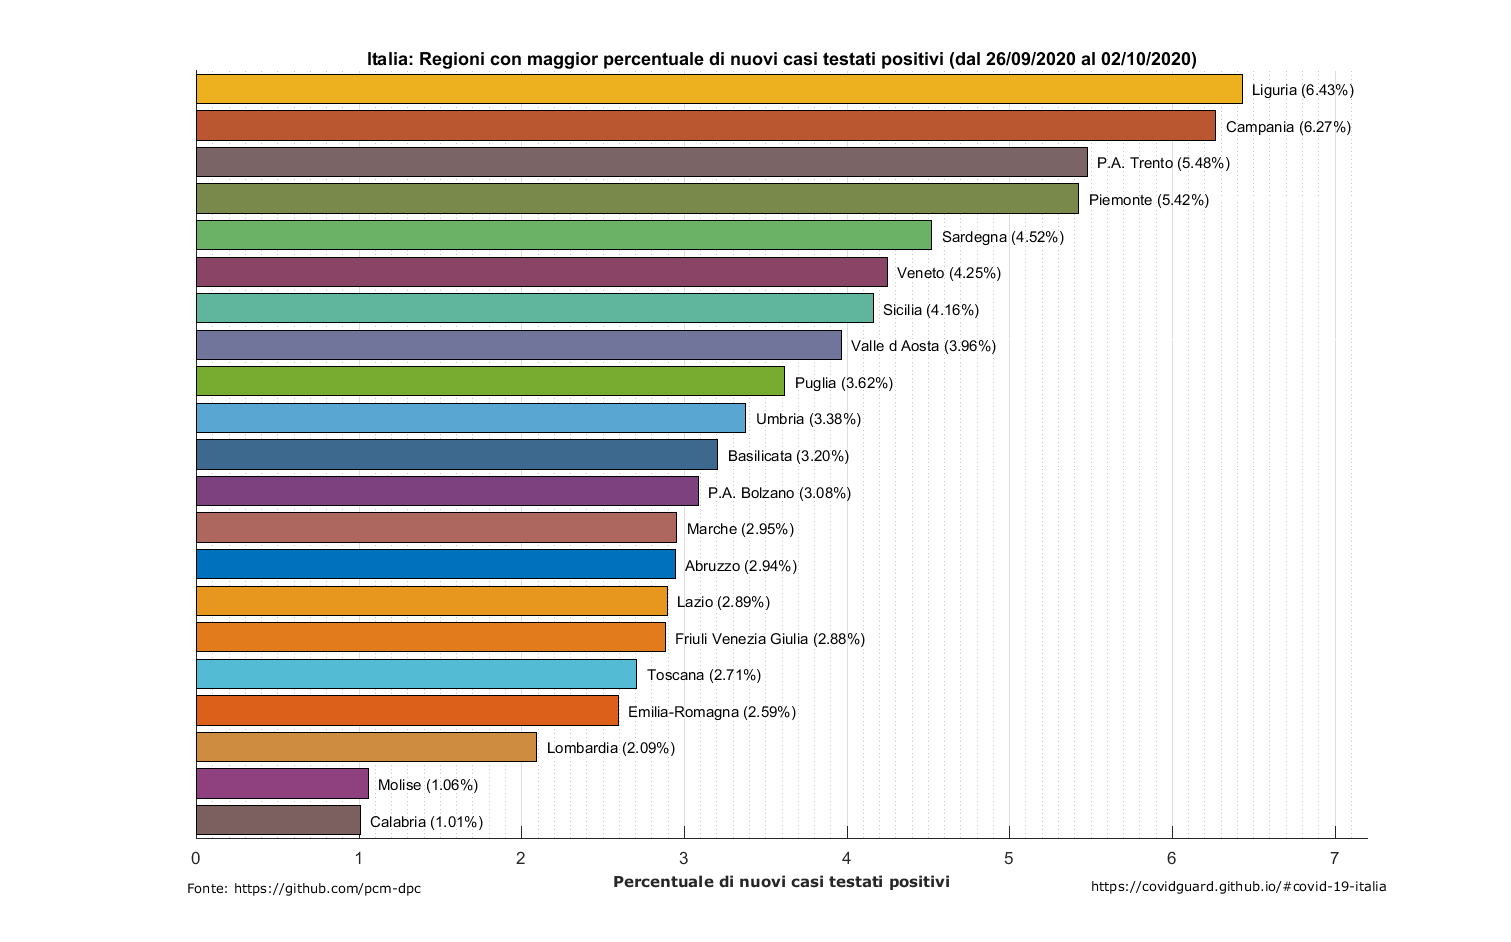 Italia: Regioni con maggior percentuale di nuovi casi testati positivi (dal 26/09/2020 al 02/10/2020)
Liguria (6.43%)
Campania (6.27%)
P.A. Trento (5.48%)
Piemonte (5.42%)
Sardegna (4.52%)
Veneto (4.25%)
Sicilia (4.16%)
Valle d Aosta (3.96%)
Puglia (3.62%)
Umbria (3.38%)
Basilicata (3.20%)
P.A. Bolzano (3.08%)
Marche (2.95%)
Abruzzo (2.94%)
Lazio (2.89%)
Friuli Venezia Giulia (2.88%)
Toscana (2.71%)
Emilia-Romagna (2.59%)
Lombardia (2.09%)
Molise (1.06%)
Calabria (1.01%)
0 1 2 3 4 5 6 7
Percentuale di nuovi casi testati positivi
Fonte: https://github.com/pcm-dpc
https://covidguard.github.io/#covid-19-italia